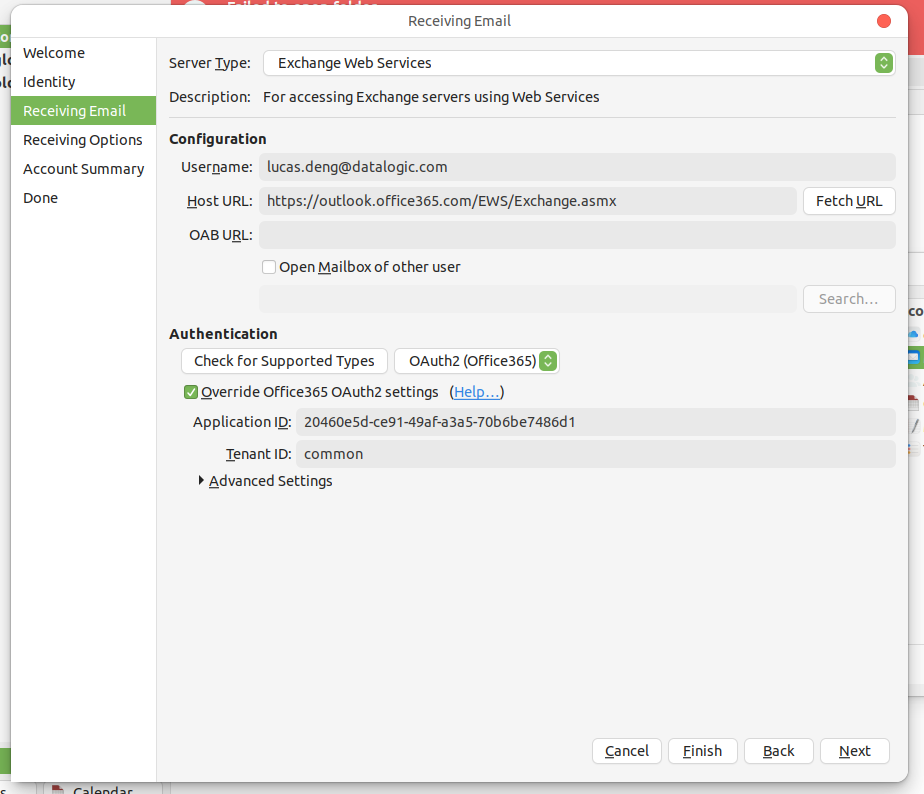 Receiving Email
Welcome
Identity
Receiving Email
Receiving Options
Account Summary
Done
Server Type: Exchange Web Services
Description: For accessing Exchange servers using Web Services
Configuration
Username: lucas.deng@datalogic.com
Host URL: https://outlook.office365.com/EWS/Exchange.asmx Fetch URL
OAB URL:
Open Mailbox of other user
Search...
Authentication
Check for Supported Types OAuth2 (Office365)
Override Office365 OAuth2 settings (Help...)
Application ID: 20460e5d-ce91-49af-a3a5-70b6be7486d1
Tenant ID: common
Advanced Settings
Cancel Finish Back Next
Calendar